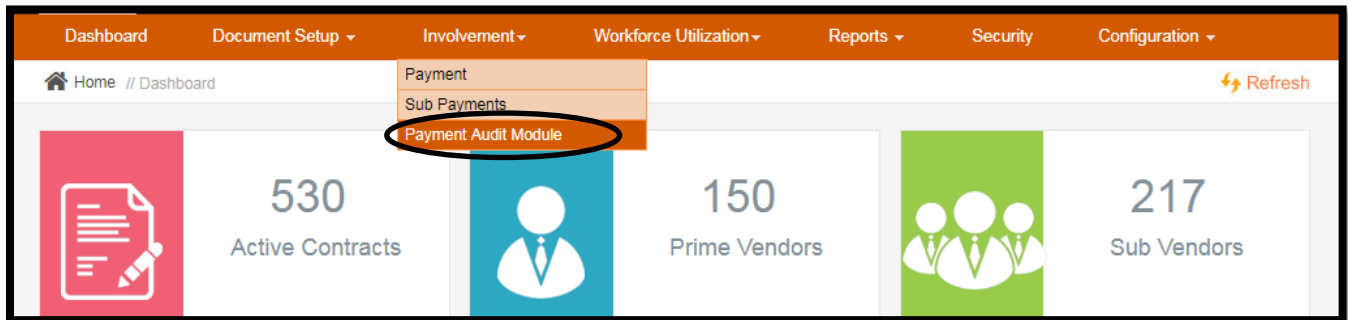 Dashboard Document Setup Involvement Workforce Utilization Reports Security Configuration
Home // Dashboard Refresh
Payment
Sub Payments
Payment Audit Module
530 150 217
Active Contracts Prime Vendors Sub Vendors